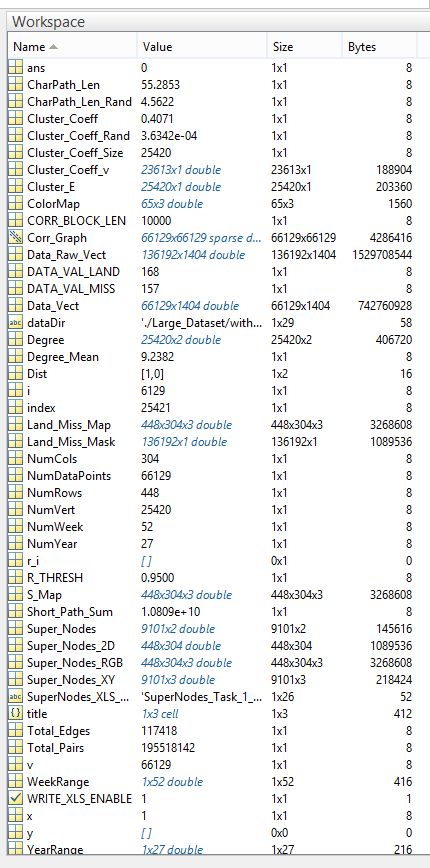 Workspace
Name Value Size Bytes
ans 0 1x1 8
CharPath_Len 55.2853 1x1 8
CharPath_Len_Rand 4.5622 1x1 8
Cluster_Coeff 0.4071 1x1 8
Cluster_Coeff_Rand 3.6342e-04 1x1 8
Cluster_Coeff_Size 25420 1x1 8
Cluster_Coeff_v 23613x1 double 23613x1 188904
Cluster_E 25420x1 double 25420x1 203360
ColorMap 65x3 double 65x3 1560
CORR_BLOCK_LEN 10000 1x1 8
Corr_Graph 66129x66129 sparse d... 66129x66129 4286416
Data_Raw_Vect 136192x1404 double 136192x1404 1529708544
DATA_VAL_LAND 168 1x1 8
DATA_VAL_MISS 157 1x1 8
Data_Vect 66129x1404 double 66129x1404 742760928
abc dataDir './Large_Dataset/with... 1x29 58
Degree 25420x2 double 25420x2 406720
Degree_Mean 9.2382 1x1 8
Dist [1,0] 1x2 16
i 6129 1x1 8
index 25421 1x1 8
Land_Miss_Map 448x304x3 double 448x304x3 3268608
Land_Miss_Mask 136192x1 double 136192x1 1089536
NumCols 304 1x1 8
NumDataPoints 66129 1x1 8
NumRows 448 1x1 8
NumVert 25420 1x1 8
NumWeek 52 1x1 8
NumYear 27 1x1 8
r_i [ ] 0x1 0
R_THRESH 0.9500 1x1 8
S_Map 448x304x3 double 448x304x3 3268608
Short_Path_Sum 1.0809e+10 1x1 8
Super_Nodes 9101x2 double 9101x2 145616
Super_Nodes_2D 448x304 double 448x304 1089536
Super_Nodes_RGB 448x304x3 double 448x304x3 3268608
Super_Nodes_XY 9101x3 double 9101x3 218424
abc SuperNodes_XLS_... 'SuperNodes_Task_1_... 1x26 52
{} title 1x3 cell 1x3 412
Total_Edges 117418 1x1 8
Total_Pairs 195518142 1x1 8
v 66129 1x1 8
WeekRange 1x52 double 1x52 416
WRITE_XLS_ENABLE 1 1x1 1
x 1 1x1 8
y [ ] 0x0 0
YearRange 1x27 double 1x27 216